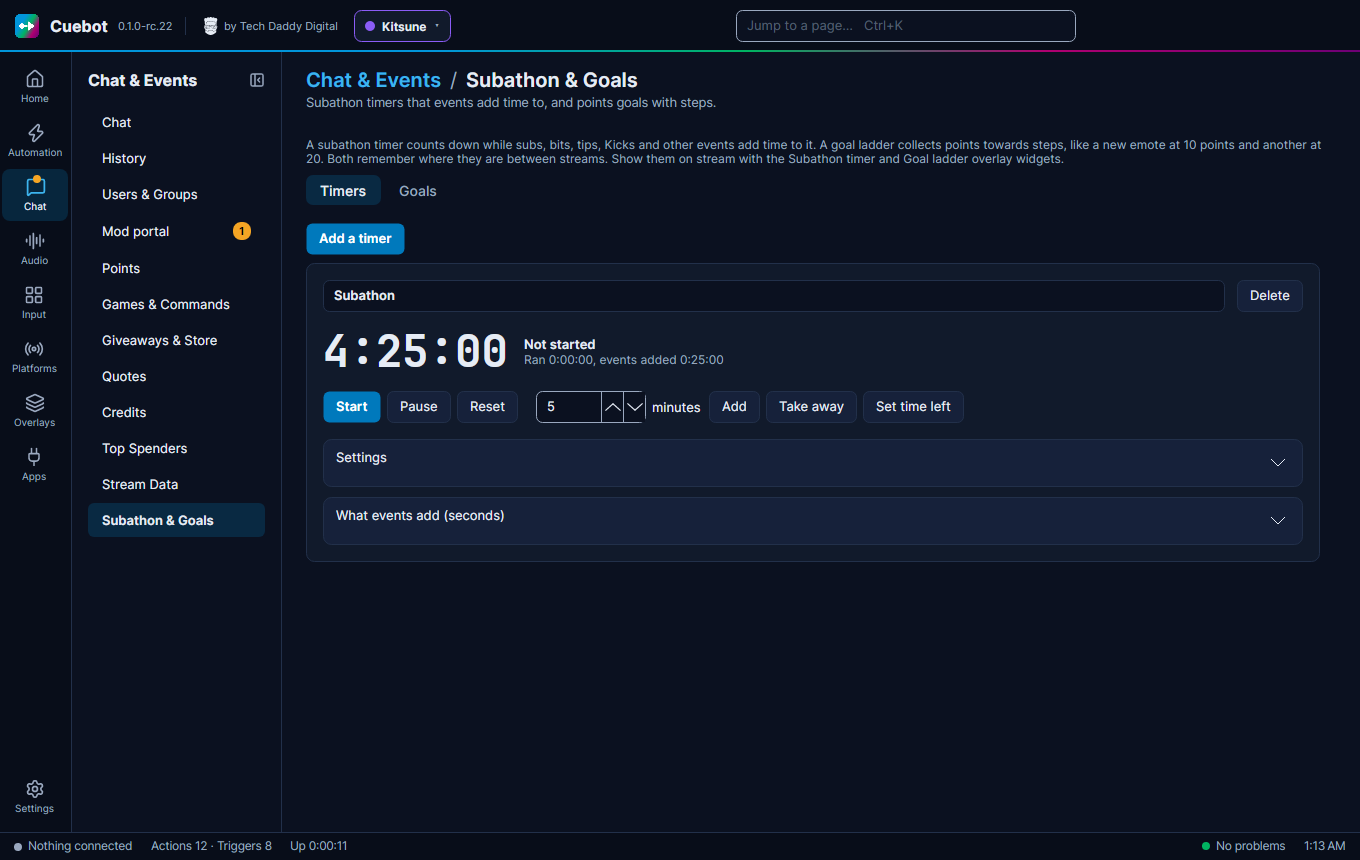 Cuebot 0.1.0-rc.22 by Tech Daddy Digital Kitsune Jump to a page... Ctrl+K
Home
Automation
Chat
Audio
Input
Platforms
Overlays
Apps
Settings
Chat & Events
Chat
History
Users & Groups
Mod portal 1
Points
Games & Commands
Giveaways & Store
Quotes
Credits
Top Spenders
Stream Data
Subathon & Goals
Chat & Events / Subathon & Goals
Subathon timers that events add time to, and points goals with steps.
A subathon timer counts down while subs, bits, tips, Kicks and other events add time to it. A goal ladder collects points towards steps, like a new emote at 10 points and another at
20. Both remember where they are between streams. Show them on stream with the Subathon timer and Goal ladder overlay widgets.
Timers Goals
Add a timer
Subathon Delete
4:25:00
Not started
Ran 0:00:00, events added 0:25:00
Start Pause Reset 5 minutes Add Take away Set time left
Settings
What events add (seconds)
Nothing connected Actions 12 · Triggers 8 Up 0:00:11 No problems 1:13 AM